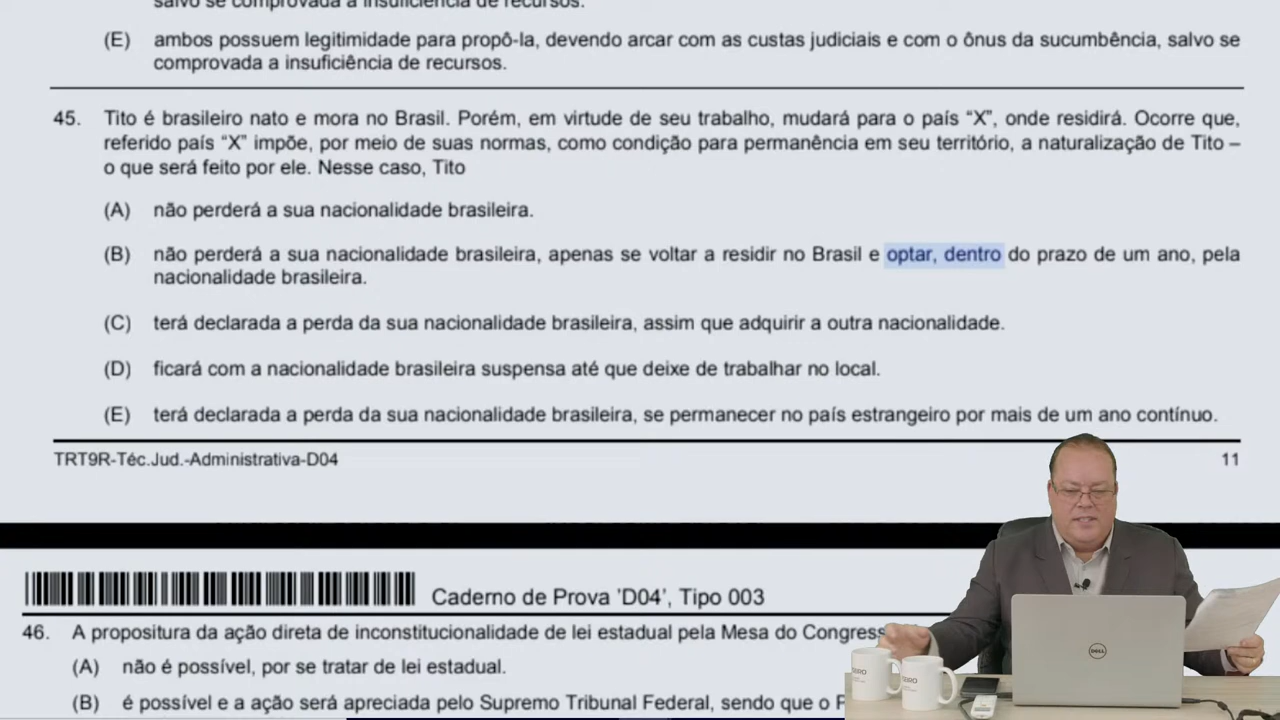 salvo se comprovada a insuficiência de recursos.
(E) ambos possuem legitimidade para propô-la, devendo arcar com as custas judiciais e com o ônus da sucumbência, salvo se
comprovada a insuficiência de recursos.
45. Tito é brasileiro nato e mora no Brasil. Porém, em virtude de seu trabalho, mudará para o país “X”, onde residirá. Ocorre que,
referido país “X” impõe, por meio de suas normas, como condição para permanência em seu território, a naturalização de Tito –
o que será feito por ele. Nesse caso, Tito
(A) não perderá a sua nacionalidade brasileira.
(B) não perderá a sua nacionalidade brasileira, apenas se voltar a residir no Brasil e optar, dentro do prazo de um ano, pela
nacionalidade brasileira.
(C) terá declarada a perda da sua nacionalidade brasileira, assim que adquirir a outra nacionalidade.
(D) ficará com a nacionalidade brasileira suspensa até que deixe de trabalhar no local.
(E) terá declarada a perda da sua nacionalidade brasileira, se permanecer no país estrangeiro por mais de um ano contínuo.
TRT9R-Téc.Jud.-Administrativa-D04 11
Caderno de Prova ’D04’, Tipo 003
46. A propositura da ação direta de inconstitucionalidade de lei estadual pela Mesa do Congress
(A) não é possível, por se tratar de lei estadual.
(B) é possível e a ação será apreciada pelo Supremo Tribunal Federal, sendo que o P
DELL